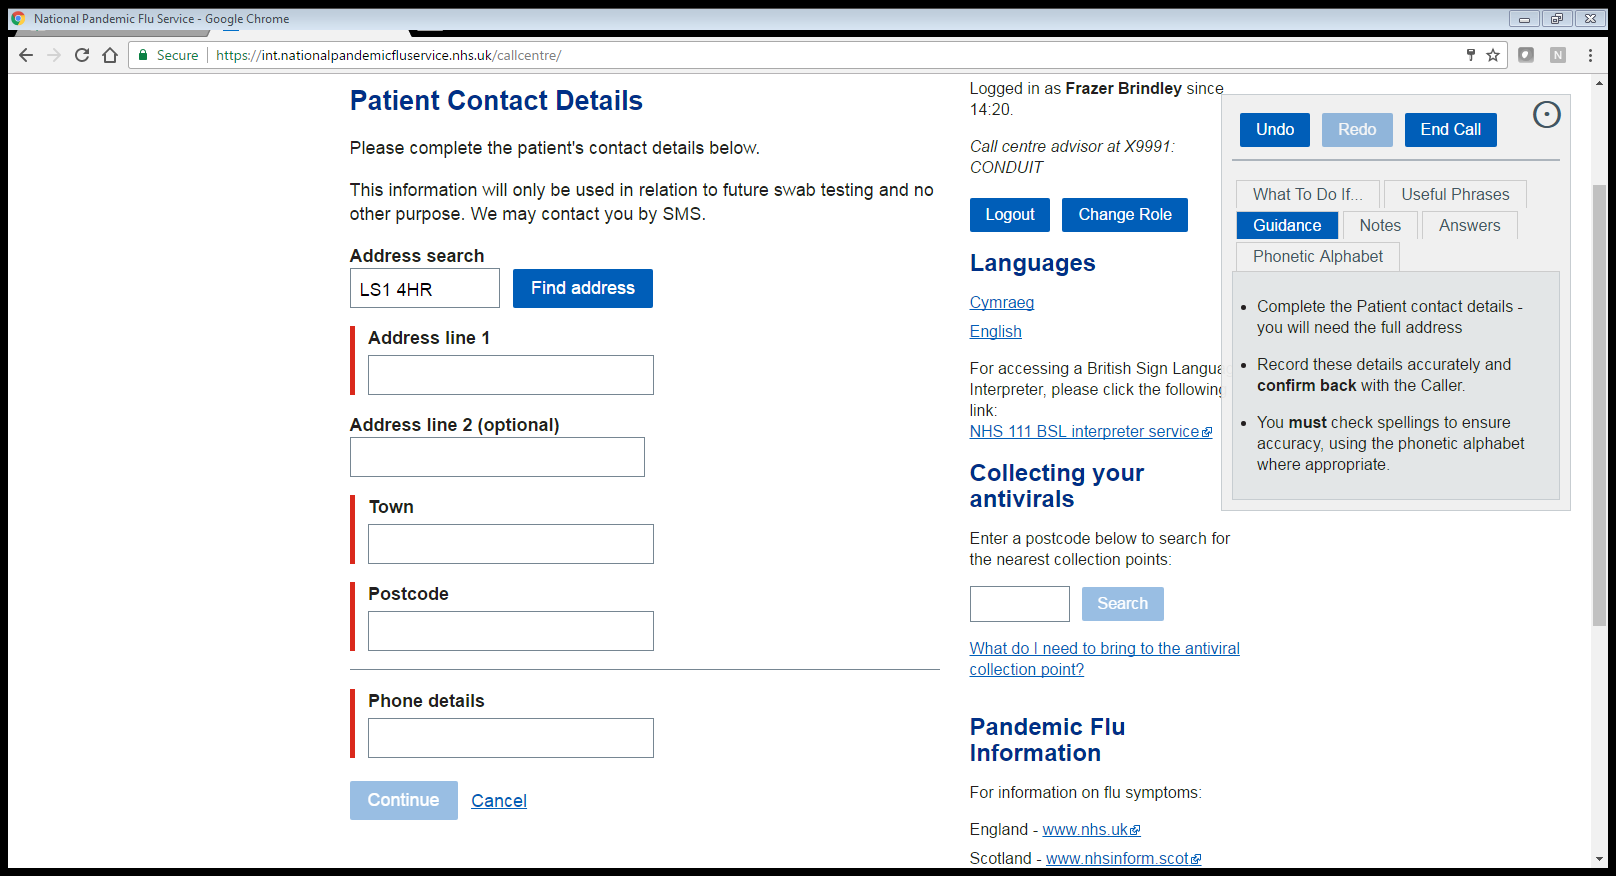 National Pandemic Flu Service - Google Chrome
Secure
https://int.nationalpandemicfluservice.nhs.uk/callcentre/
N
Patient Contact Details
Please complete the patient's contact details below.
This information will only be used in relation to future swab testing and no
other purpose. We may contact you by SMS.
Address search
LS1 4HR
Find address
Address line 1
Address line 2 (optional)
Town
Postcode
Phone details
Continue
Cancel
Logged in as Frazer Brindley since
14:20.
Call centre advisor at X9991:
CONDUIT
Logout
Change Role
Languages
Cymraeg
English
For accessing a British Sign Langua
Interpreter, please click the following
link:
NHS 111 BSL interpreter service
Collecting your
antivirals
Enter a postcode below to search for
the nearest collection points:
Search
What do I need to bring to the antiviral
collection point?
Pandemic Flu
Information
For information on flu symptoms:
England - www.nhs.uk
Scotland - www.nhsinform.scot
Undo
Redo
End Call
What To Do If...
Useful Phrases
Guidance
Notes
Answers
Phonetic Alphabet
Complete the Patient contact details -
you will need the full address
Record these details accurately and
confirm back with the Caller.
You must check spellings to ensure
accuracy, using the phonetic alphabet
where appropriate.